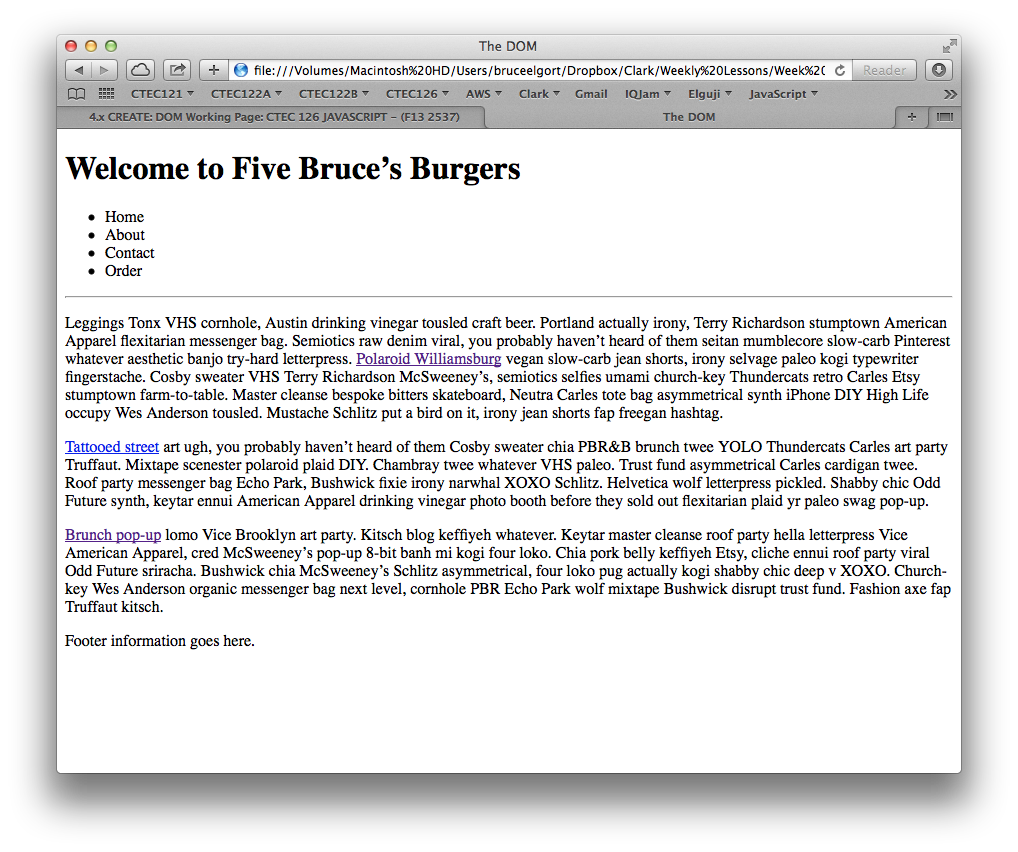 The DOM
file:///Volumes/Macintosh%20HD/Users/bruceelgort/Dropbox/Clark/Weekly%20Lessons/Week%20
Reader
CTEC121 CTEC122A CTEC122B CTEC126 AWS Clark Gmail IQJam Elguji JavaScript
4.x CREATE: DOM Working Page: CTEC 126 JAVASCRIPT – (F13 2537) The DOM
Welcome to Five Bruce’s Burgers
• Home
• About
• Contact
• Order
Leggings Tonx VHS cornhole, Austin drinking vinegar tousled craft beer. Portland actually irony, Terry Richardson stumptown American
Apparel flexitarian messenger bag. Semiotics raw denim viral, you probably haven’t heard of them seitan mumblecore slow-carb Pinterest
whatever aesthetic banjo try-hard letterpress. Polaroid Williamsburg vegan slow-carb jean shorts, irony selvage paleo kogi typewriter
fingerstache. Cosby sweater VHS Terry Richardson McSweeney’s, semiotics selfies umami church-key Thundercats retro Carles Etsy
stumptown farm-to-table. Master cleanse bespoke bitters skateboard, Neutra Carles tote bag asymmetrical synth iPhone DIY High Life
occupy Wes Anderson tousled. Mustache Schlitz put a bird on it, irony jean shorts fap freegan hashtag.
Tattooed street art ugh, you probably haven’t heard of them Cosby sweater chia PBR&B brunch twee YOLO Thundercats Carles art party
Truffaut. Mixtape scenester polaroid plaid DIY. Chambray twee whatever VHS paleo. Trust fund asymmetrical Carles cardigan twee.
Roof party messenger bag Echo Park, Bushwick fixie irony narwhal XOXO Schlitz. Helvetica wolf letterpress pickled. Shabby chic Odd
Future synth, keytar ennui American Apparel drinking vinegar photo booth before they sold out flexitarian plaid yr paleo swag pop-up.
Brunch pop-up lomo Vice Brooklyn art party. Kitsch blog keffiyeh whatever. Keytar master cleanse roof party hella letterpress Vice
American Apparel, cred McSweeney’s pop-up 8-bit banh mi kogi four loko. Chia pork belly keffiyeh Etsy, cliche ennui roof party viral
Odd Future sriracha. Bushwick chia McSweeney’s Schlitz asymmetrical, four loko pug actually kogi shabby chic deep v XOXO. Church-
key Wes Anderson organic messenger bag next level, cornhole PBR Echo Park wolf mixtape Bushwick disrupt trust fund. Fashion axe fap
Truffaut kitsch.
Footer information goes here.